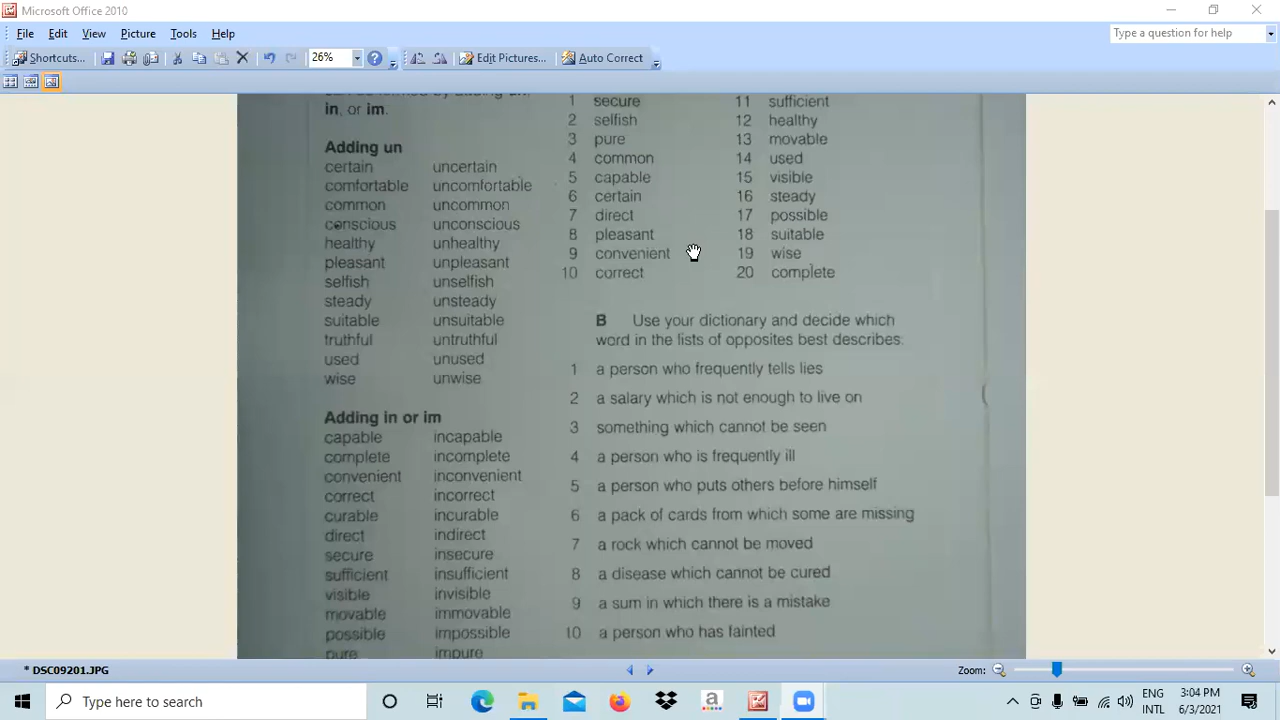 Microsoft Office 2010
File Edit View Picture Tools Help
Type a question for help
Shortcuts... 26% Edit Pictures... Auto Correct
in, or im.
Adding un
certain uncertain
comfortable uncomfortable
common uncommon
conscious unconscious
healthy unhealthy
pleasant unpleasant
selfish unselfish
steady unsteady
suitable unsuitable
truthful untruthful
used unused
wise unwise
Adding in or im
capable incapable
complete incomplete
convenient inconvenient
correct incorrect
curable incurable
direct indirect
secure insecure
sufficient insufficient
visible invisible
movable immovable
possible impossible
pure impure
1 secure 11 sufficient
2 selfish 12 healthy
3 pure 13 movable
4 common 14 used
5 capable 15 visible
6 certain 16 steady
7 direct 17 possible
8 pleasant 18 suitable
9 convenient 19 wise
10 correct 20 complete
B Use your dictionary and decide which
word in the lists of opposites best describes:
1 a person who frequently tells lies
2 a salary which is not enough to live on
3 something which cannot be seen
4 a person who is frequently ill
5 a person who puts others before himself
6 a pack of cards from which some are missing
7 a rock which cannot be moved
8 a disease which cannot be cured
9 a sum in which there is a mistake
10 a person who has fainted
* DSC09201.JPG
Zoom:
Type here to search
a
ENG
INTL
3:04 PM
6/3/2021